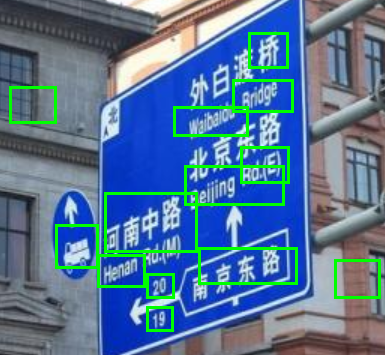 北
外白渡桥
Waibaidu Bridge
北京东路
Beijing Rd.(E)
河南中路
Henan Rd.(M)
南京东路
20
19